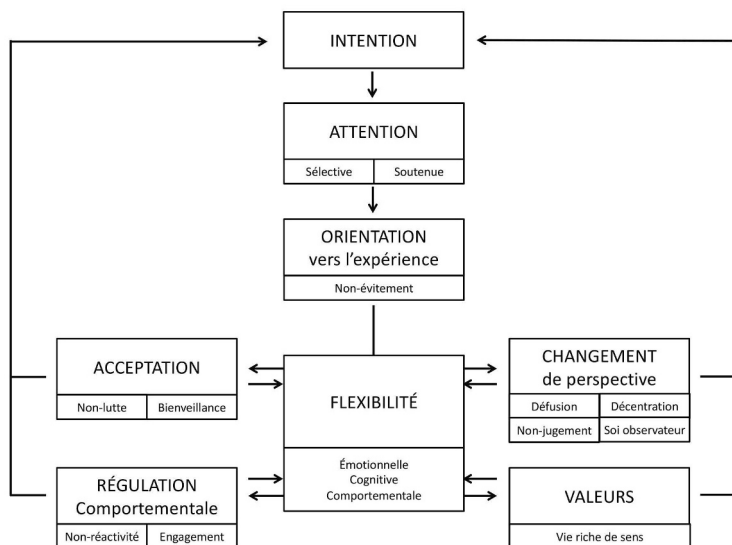 INTENTION
ATTENTION
Sélective
Soutenue
ORIENTATION
vers l'expérience
Non-évitement
ACCEPTATION
Non-lutte
Bienveillance
FLEXIBILITÉ
Émotionnelle
Cognitive
Comportementale
CHANGEMENT
de perspective
Défusion
Décentration
Non-jugement
Soi observateur
RÉGULATION
Comportementale
Non-réactivité
Engagement
VALEURS
Vie riche de sens